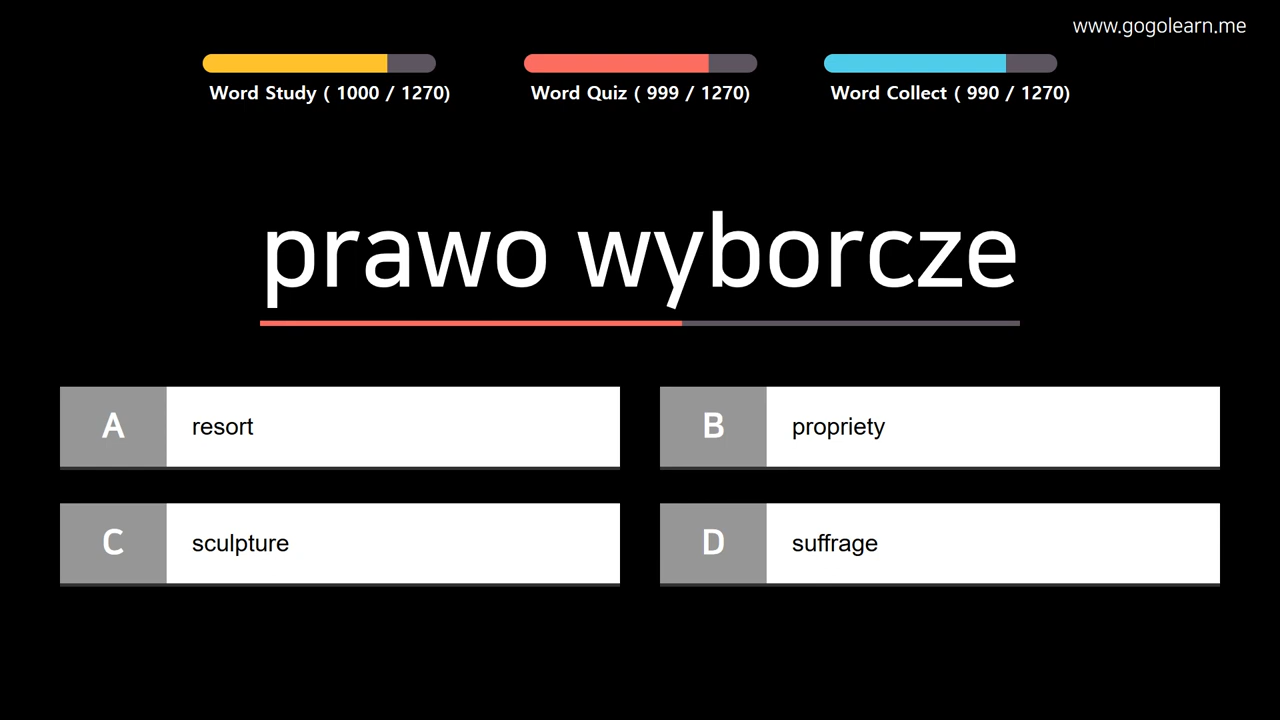 www.gogolearn.me
Word Study ( 1000 / 1270)
Word Quiz ( 999 / 1270)
Word Collect ( 990 / 1270)
prawo wyborcze
A resort
B propriety
C sculpture
D suffrage